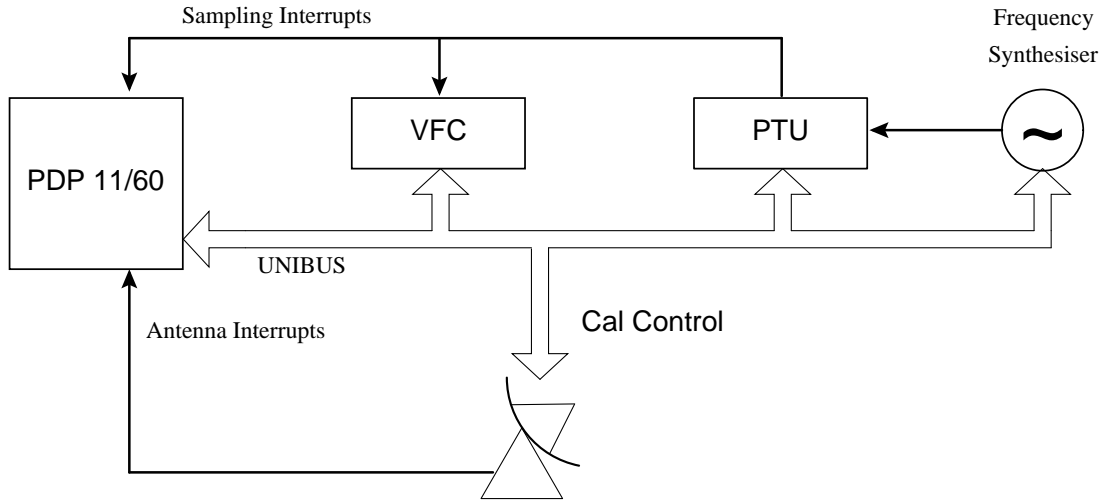 Sampling Interrupts
Frequency
Synthesiser
PDP 11/60
VFC
PTU
~
UNIBUS
Antenna Interrupts
Cal Control